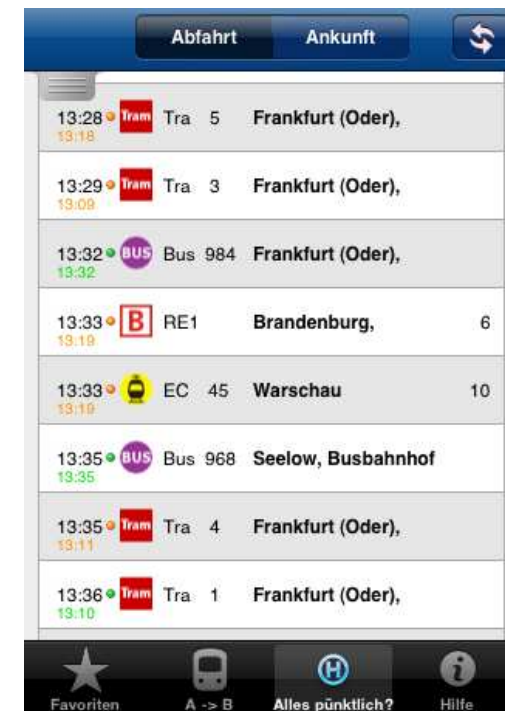 Abfahrt Ankunft
13:28 Tram Tra 5 Frankfurt (Oder),
13:18
13:29 Tram Tra 3 Frankfurt (Oder),
13:09
13:32 BUS Bus 984 Frankfurt (Oder),
13:32
13:33 B RE1 Brandenburg, 6
13:19
13:33 EC 45 Warschau 10
13:19
13:35 BUS Bus 968 Seelow, Busbahnhof
13:35
13:35 Tram Tra 4 Frankfurt (Oder),
13:11
13:36 Tram Tra 1 Frankfurt (Oder),
13:10
H i
Favoriten A -> B Alles pünktlich? Hilfe